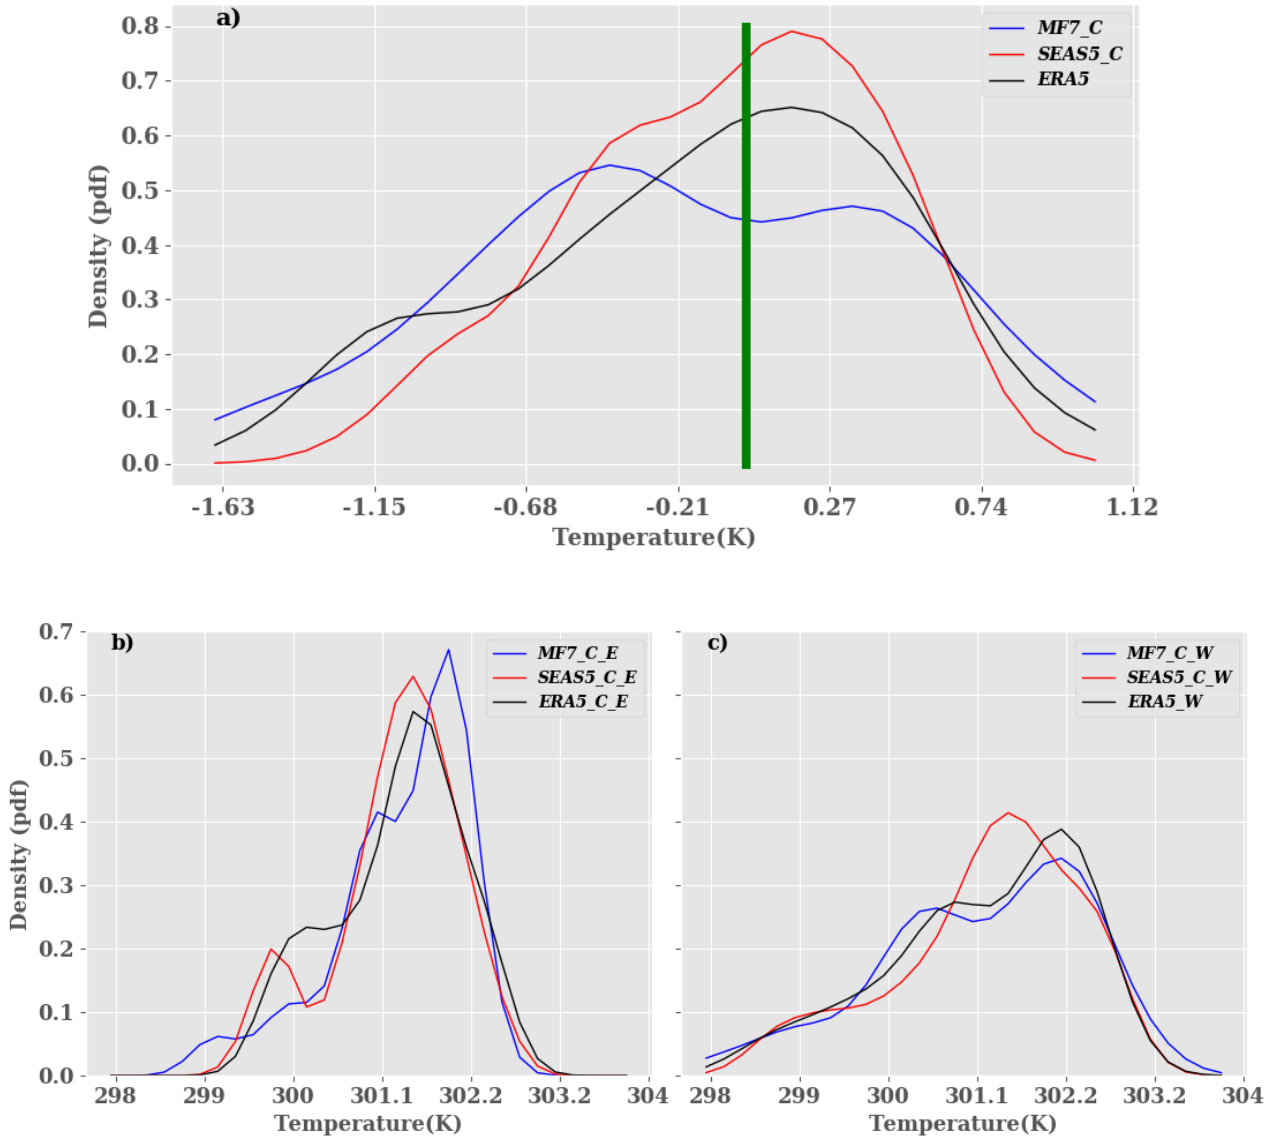 a)
MF7_C
SEAS5_C
ERA5
0.8
0.7
0.6
0.5
0.4
0.3
0.2
0.1
0.0
Density (pdf)
-1.63 -1.15 -0.68 -0.21 0.27 0.74 1.12
Temperature(K)
b)
MF7_C_E
SEAS5_C_E
ERA5_C_E
0.7
0.6
0.5
0.4
0.3
0.2
0.1
0.0
Density (pdf)
298 299 300 301.1 302.2 303.2 304
Temperature(K)
c)
MF7_C_W
SEAS5_C_W
ERA5_W
298 299 300 301.1 302.2 303.2 304
Temperature(K)